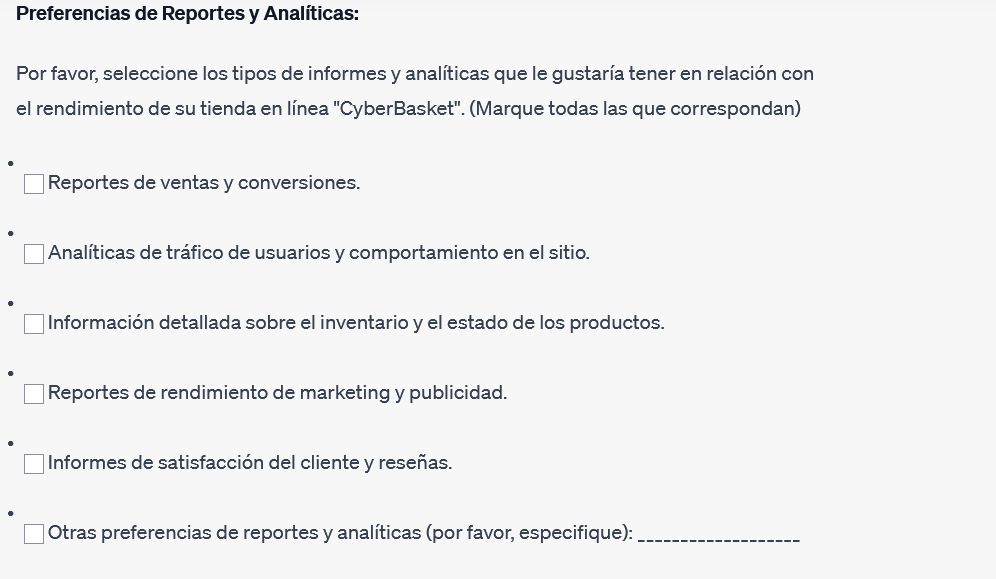 Preferencias de Reportes y Analíticas:
Por favor, seleccione los tipos de informes y analíticas que le gustaría tener en relación con
el rendimiento de su tienda en línea "CyberBasket". (Marque todas las que correspondan)
Reportes de ventas y conversiones.
Analíticas de tráfico de usuarios y comportamiento en el sitio.
Información detallada sobre el inventario y el estado de los productos.
Reportes de rendimiento de marketing y publicidad.
Informes de satisfacción del cliente y reseñas.
Otras preferencias de reportes y analíticas (por favor, especifique): ___________________